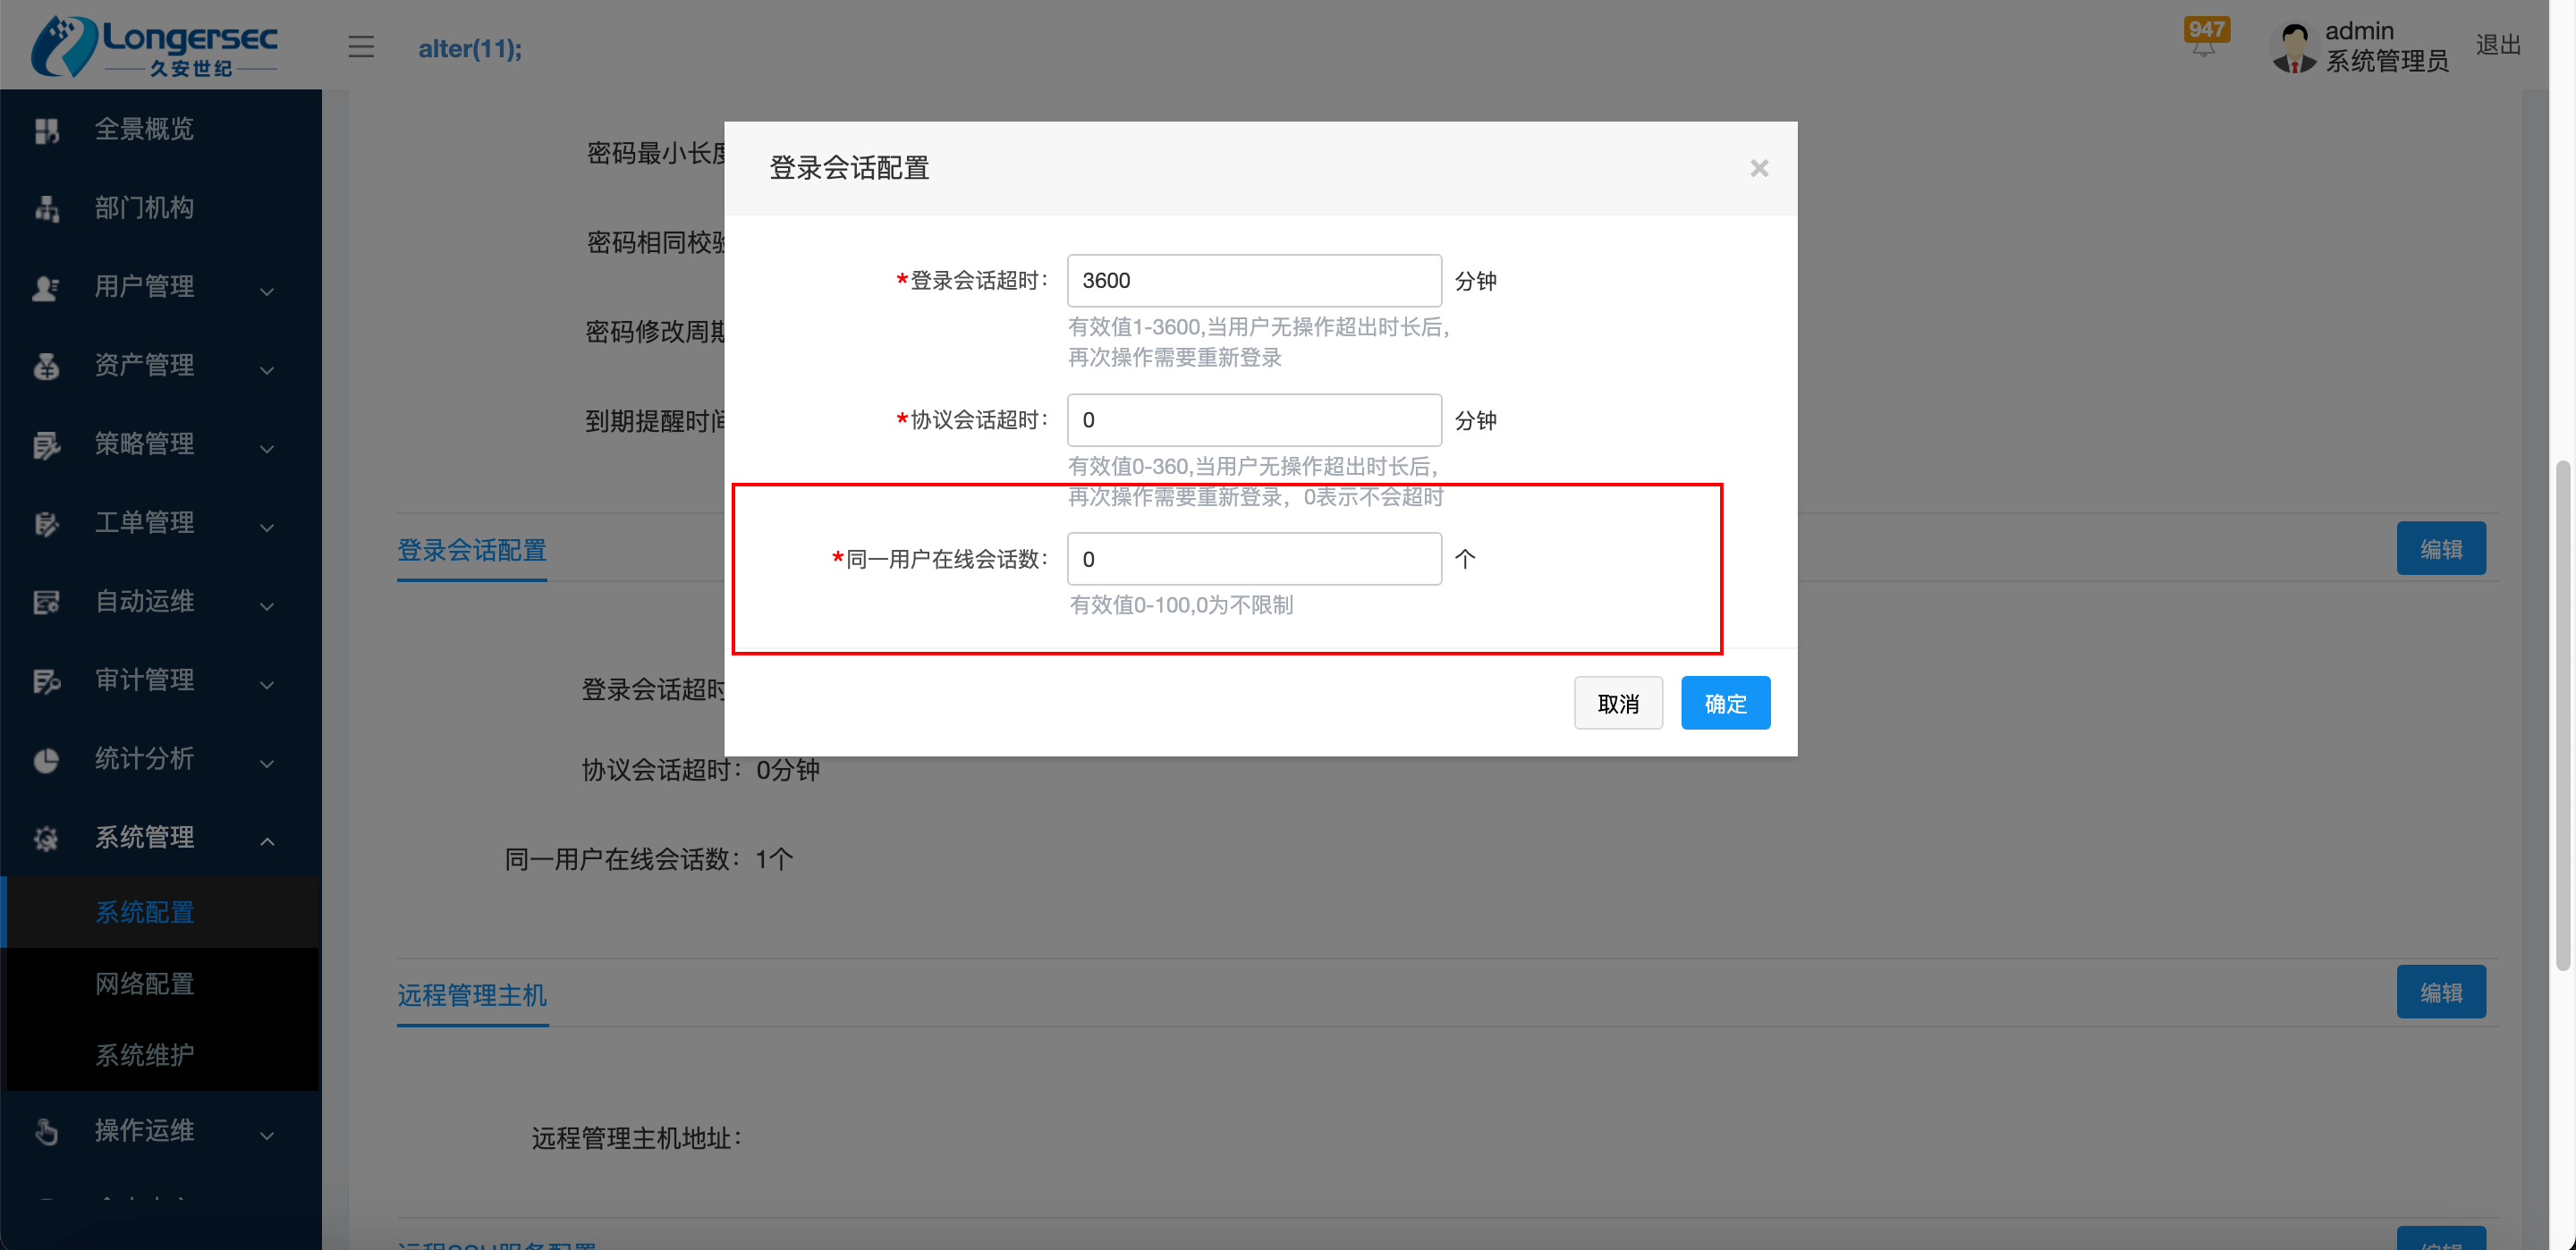 Longersec
久安世纪
alter(11);
947
admin
系统管理员
退出
全景概览
部门机构
用户管理
资产管理
策略管理
工单管理
自动运维
审计管理
统计分析
系统管理
系统配置
网络配置
系统维护
操作运维
密码最小长度
密码相同校验
密码修改周期
到期提醒时间
登录会话配置
×
*登录会话超时： 3600 分钟
有效值1-3600,当用户无操作超出时长后,
再次操作需要重新登录
*协议会话超时： 0 分钟
有效值0-360,当用户无操作超出时长后,
再次操作需要重新登录，0表示不会超时
*同一用户在线会话数： 0 个
有效值0-100,0为不限制
取消
确定
登录会话配置
编辑
登录会话超时
协议会话超时：0分钟
同一用户在线会话数：1个
远程管理主机
编辑
远程管理主机地址：
远程SSH服务配置
编辑